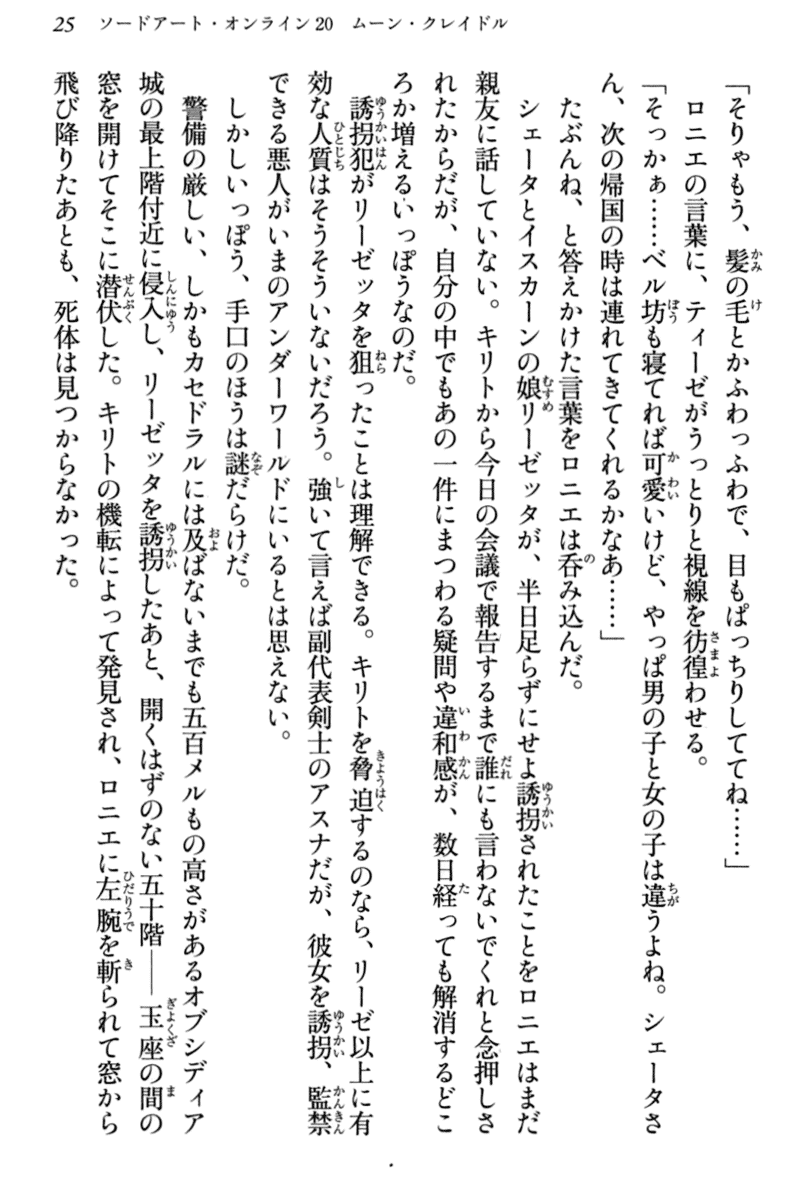 25　ソードアート・オンライン20　ムーン・クレイドル
「そりゃもう、髪の毛とかふわっふわで、目もぱっちりしててね……」
　ロニエの言葉に、ティーゼがうっとりと視線を彷徨わせる。
「そっかぁ……ベル坊も寝てれば可愛いけど、やっぱ男の子と女の子は違うよね。シェータさ
ん、次の帰国の時は連れてきてくれるかなあ……」
　たぶんね、と答えかけた言葉をロニエは呑み込んだ。
　シェータとイスカーンの娘リーゼッタが、半日足らずにせよ誘拐されたことをロニエはまだ
親友に話していない。キリトから今日の会議で報告するまで誰にも言わないでくれと念押しさ
れたからだが、自分の中でもあの一件にまつわる疑問や違和感が、数日経っても解消するどこ
ろか増えるいっぽうなのだ。
　誘拐犯がリーゼッタを狙ったことは理解できる。キリトを脅迫するのなら、リーゼ以上に有
効な人質はそうそういないだろう。強いて言えば副代表剣士のアスナだが、彼女を誘拐、監禁
できる悪人がいまのアンダーワールドにいるとは思えない。
　しかしいっぽう、手口のほうは謎だらけだ。
　警備の厳しい、しかもカセドラルには及ばないまでも五百メルもの高さがあるオブシディア
城の最上階付近に侵入し、リーゼッタを誘拐したあと、開くはずのない五十階――玉座の間の
窓を開けてそこに潜伏した。キリトの機転によって発見され、ロニエに左腕を斬られて窓から
飛び降りたあとも、死体は見つからなかった。